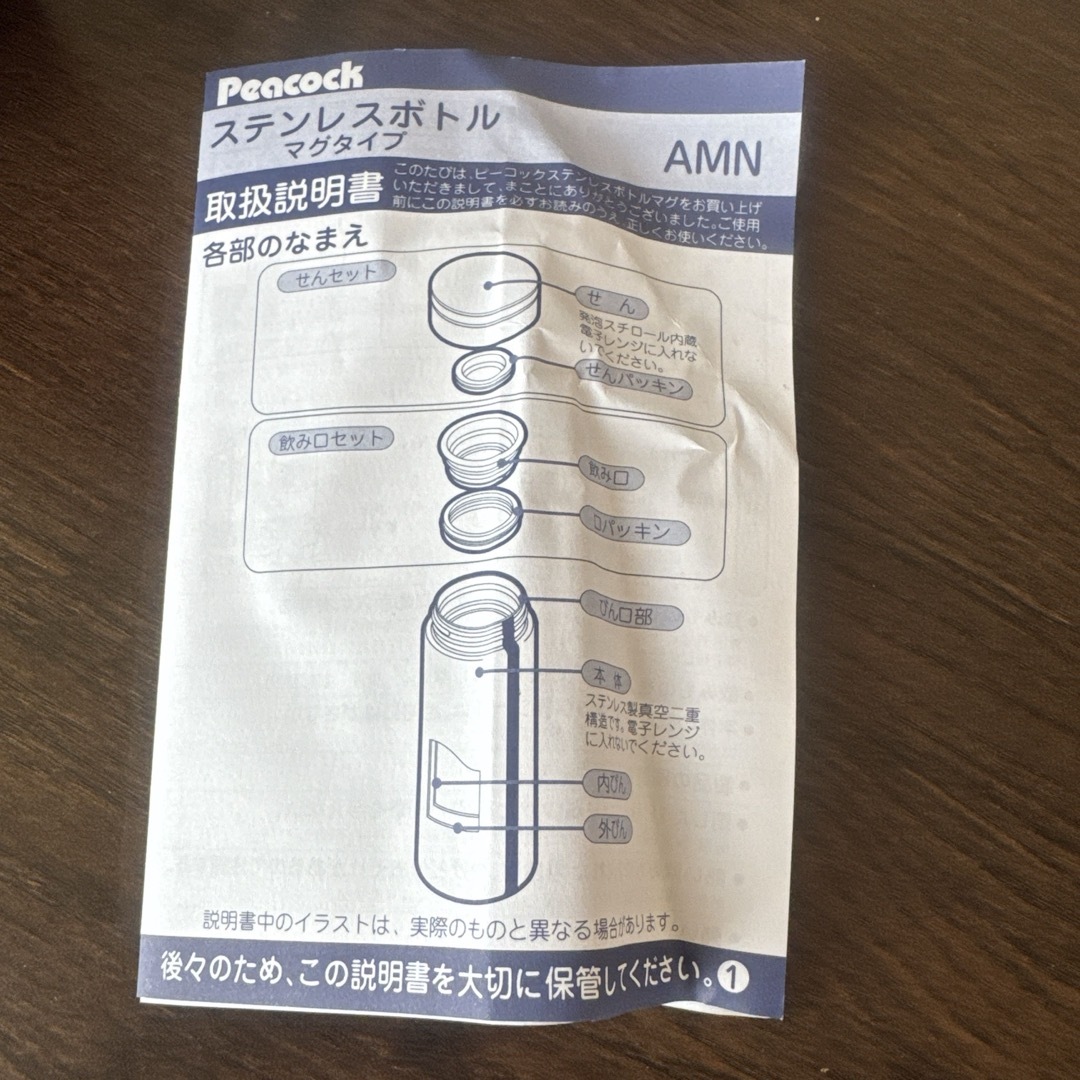 Peacock
ステンレスボトル
マグタイプ
AMN
取扱説明書
このたびは、ピーコックステンレスボトルマグをお買い上げ
いただきまして、まことにありがとうございました。ご使用
前にこの説明書を必ずお読みのうえ、正しくお使いください。
各部のなまえ
せんセット
せん
発泡スチロール内蔵
電子レンジに入れな
いでください。
せんパッキン
飲み口セット
飲み口
口パッキン
びん口部
本体
ステンレス製真空二重
構造です。電子レンジ
に入れないでください。
内びん
外びん
説明書中のイラストは、実際のものと異なる場合があります。
後々のため、この説明書を大切に保管してください。1